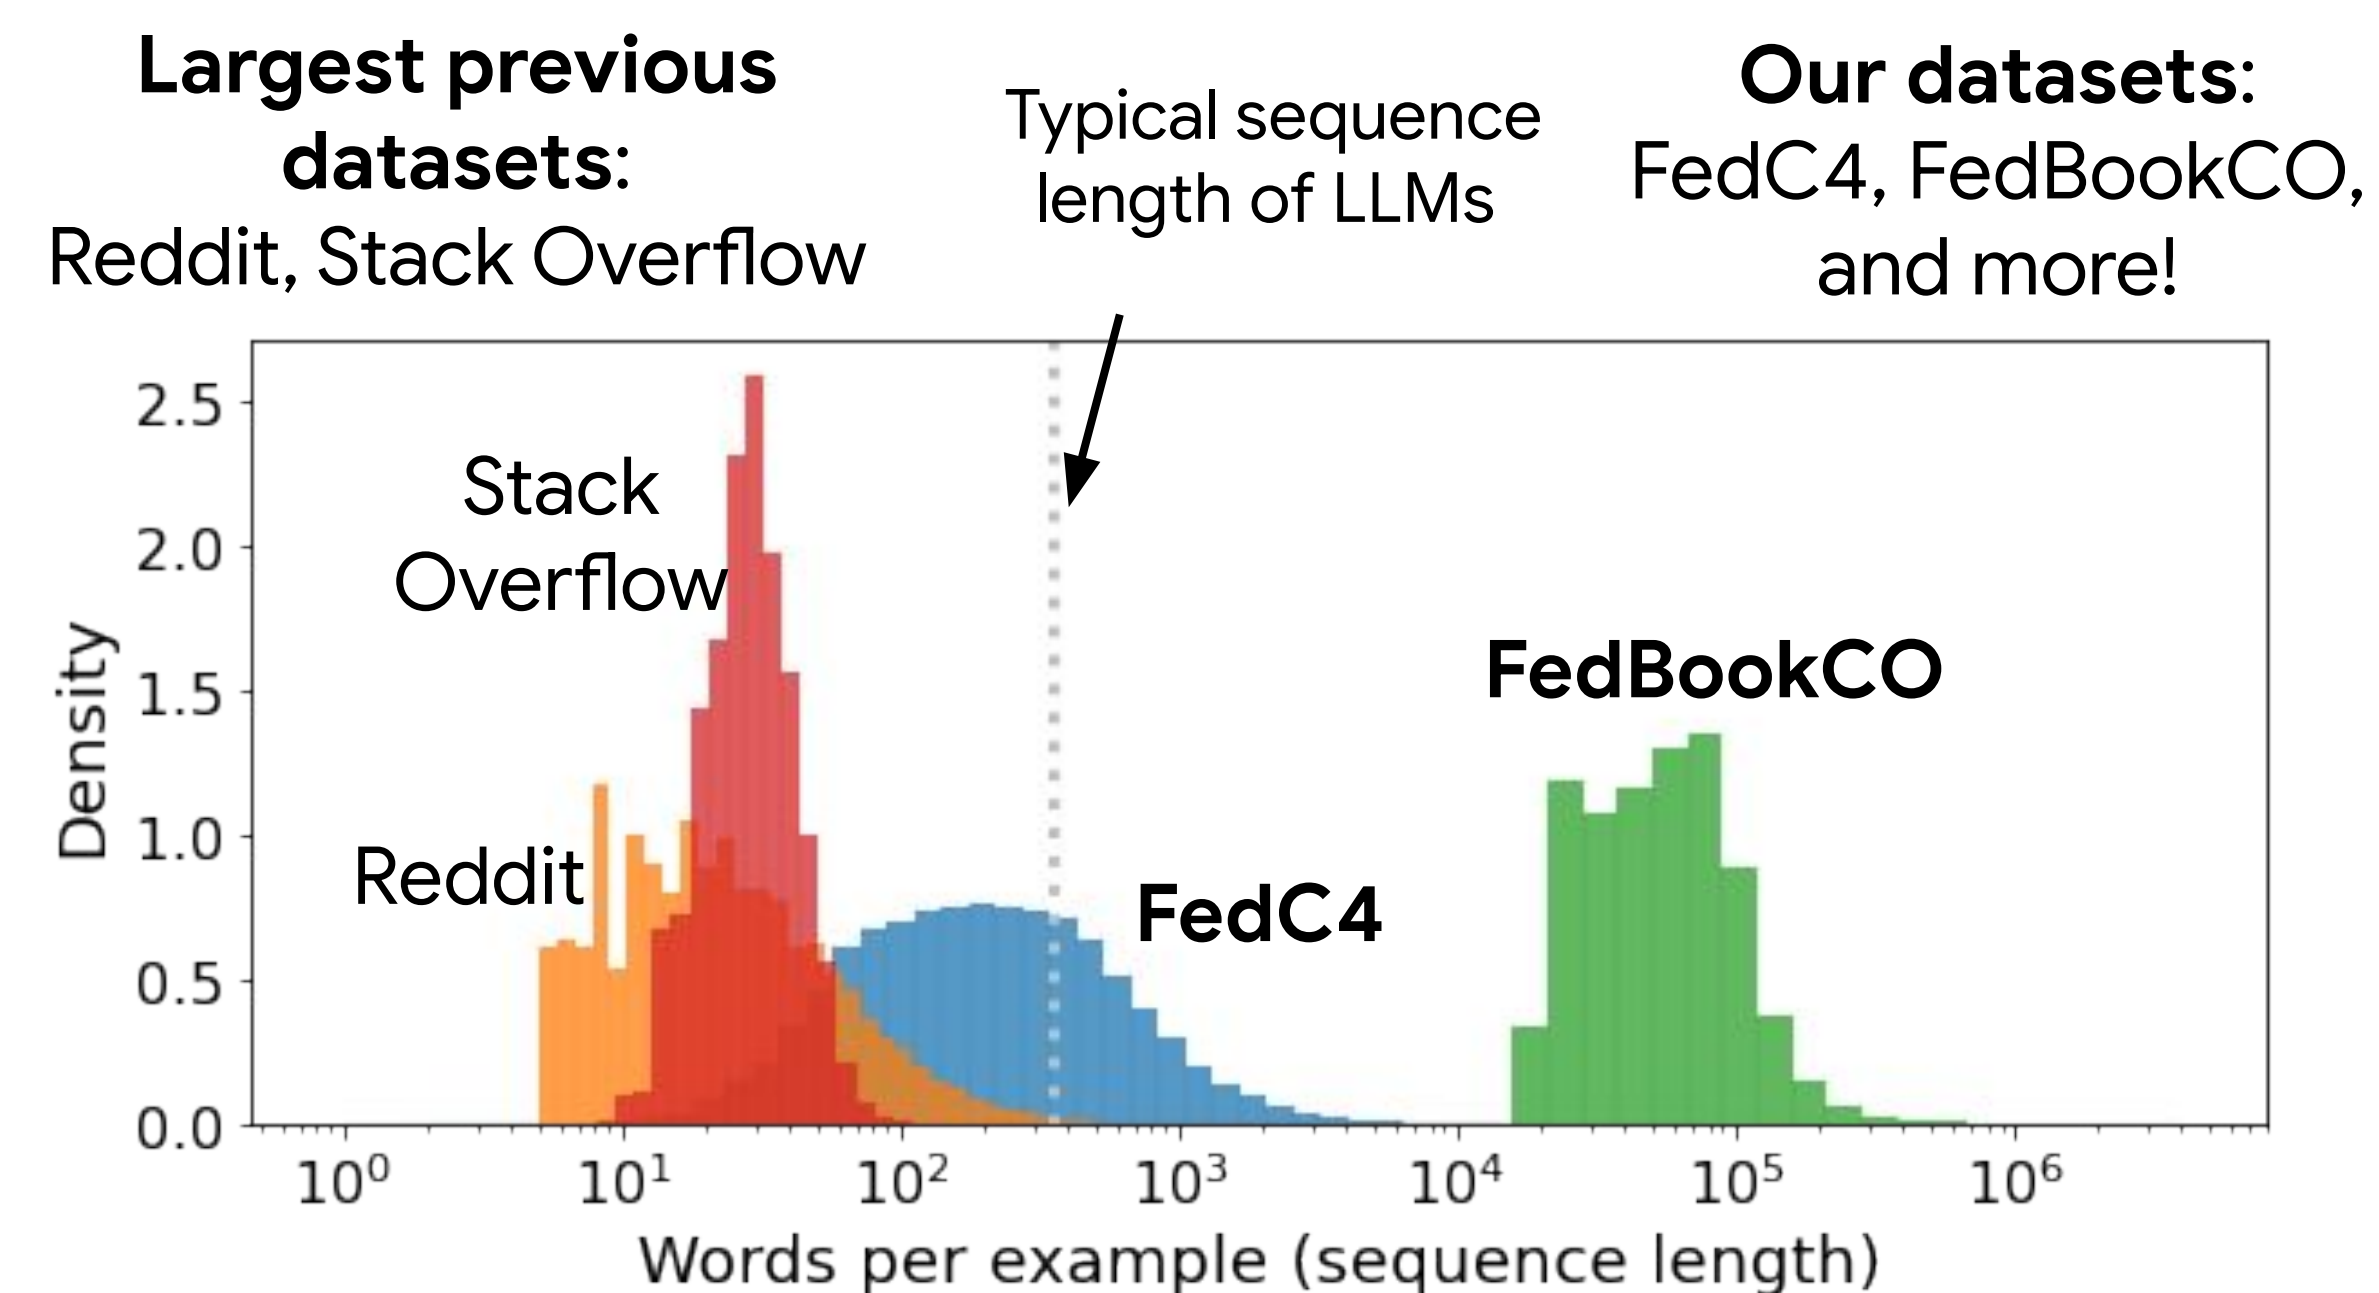 Largest previous
datasets:
Reddit, Stack Overflow
Typical sequence
length of LLMs
Our datasets:
FedC4, FedBookCO,
and more!
2.5
2.0
1.5
1.0
0.5
0.0
Density
Stack
Overflow
Reddit
FedC4
FedBookCO
10⁰ 10¹ 10² 10³ 10⁴ 10⁵ 10⁶
Words per example (sequence length)